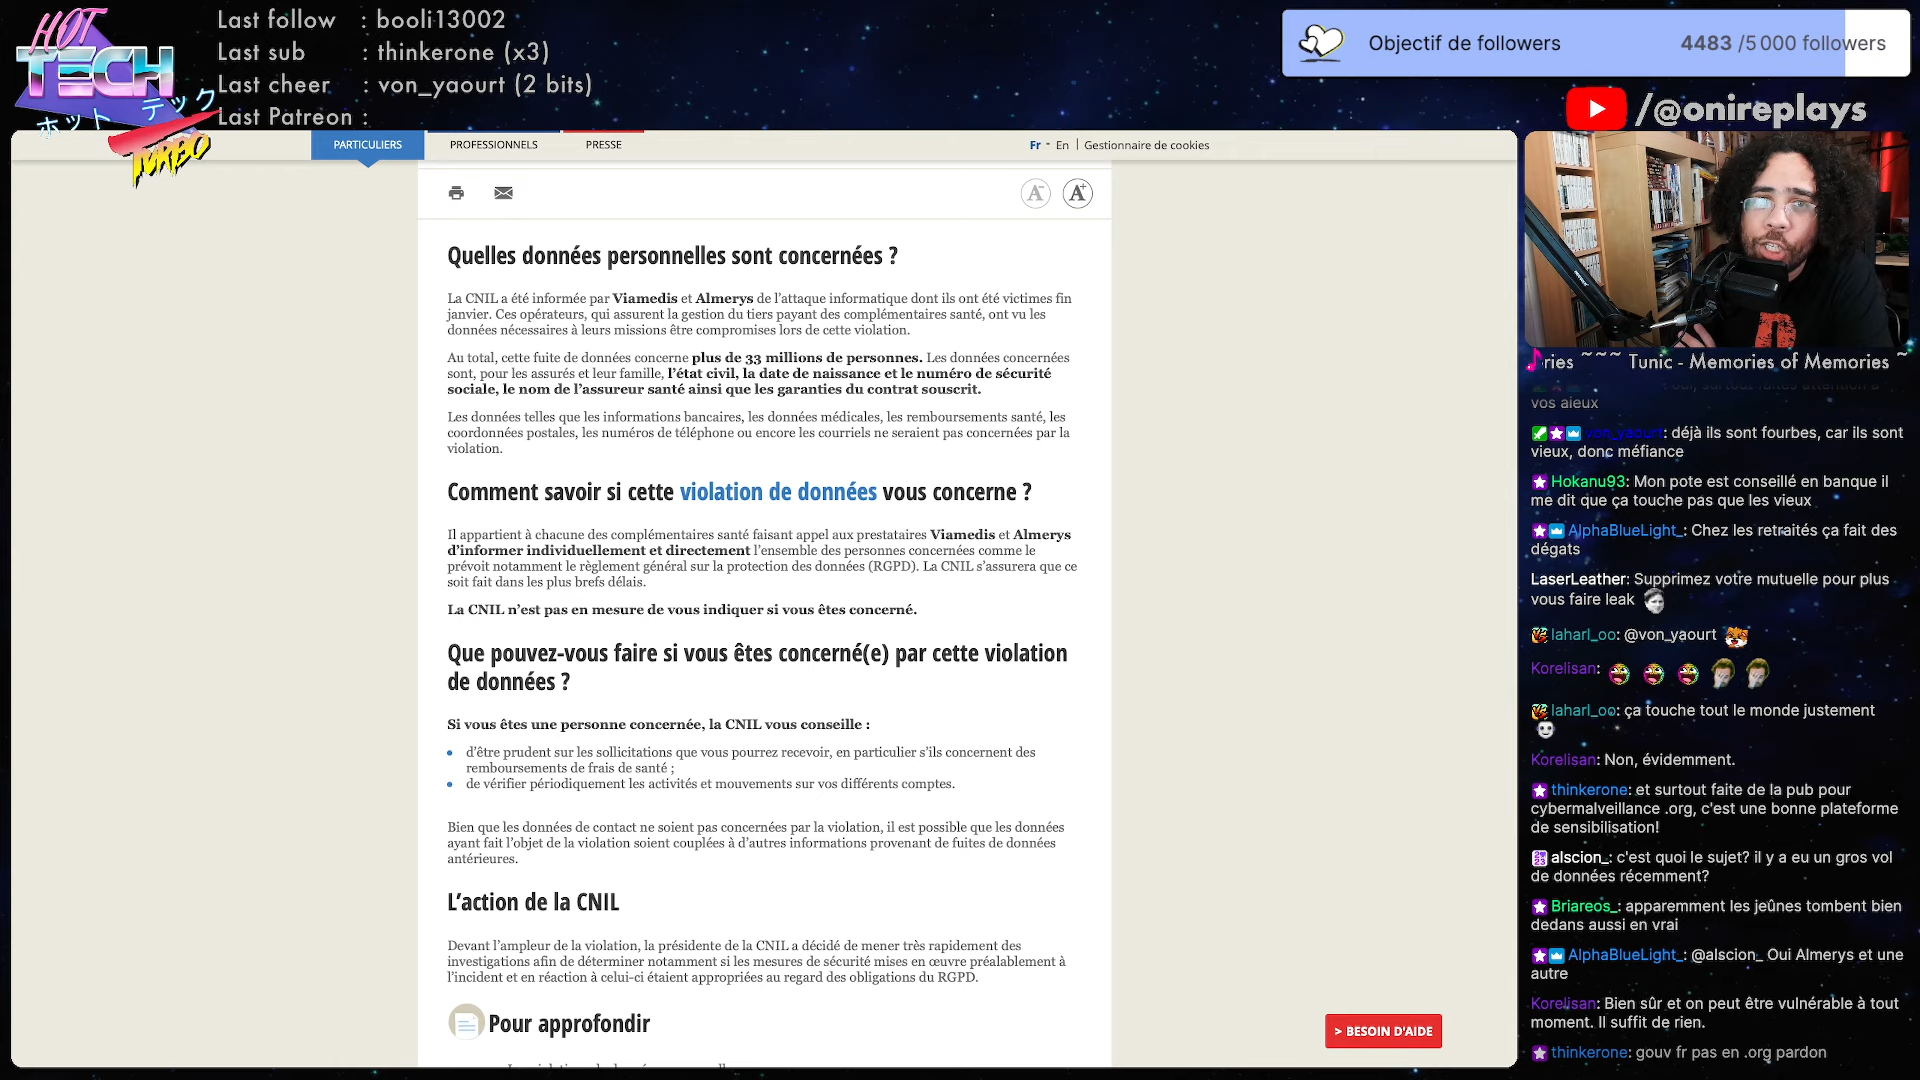 HOT
TECH
ホット テック
TURBO
Last follow : booli13002
Last sub : thinkerone (x3)
Last cheer : von_yaourt (2 bits)
Last Patreon :
Objectif de followers 4483 /5 000 followers
/@onireplays
PARTICULIERS PROFESSIONNELS PRESSE Fr - En | Gestionnaire de cookies
A- A+
Quelles données personnelles sont concernées ?
La CNIL a été informée par Viamedis et Almerys de l'attaque informatique dont ils ont été victimes fin
janvier. Ces opérateurs, qui assurent la gestion du tiers payant des complémentaires santé, ont vu les
données nécessaires à leurs missions être compromises lors de cette violation.
Au total, cette fuite de données concerne plus de 33 millions de personnes. Les données concernées
sont, pour les assurés et leur famille, l'état civil, la date de naissance et le numéro de sécurité
sociale, le nom de l'assureur santé ainsi que les garanties du contrat souscrit.
Les données telles que les informations bancaires, les données médicales, les remboursements santé, les
coordonnées postales, les numéros de téléphone ou encore les courriels ne seraient pas concernées par la
violation.
Comment savoir si cette violation de données vous concerne ?
Il appartient à chacune des complémentaires santé faisant appel aux prestataires Viamedis et Almerys
d'informer individuellement et directement l'ensemble des personnes concernées comme le
prévoit notamment le règlement général sur la protection des données (RGPD). La CNIL s'assurera que ce
soit fait dans les plus brefs délais.
La CNIL n'est pas en mesure de vous indiquer si vous êtes concerné.
Que pouvez-vous faire si vous êtes concerné(e) par cette violation
de données ?
Si vous êtes une personne concernée, la CNIL vous conseille :
d'être prudent sur les sollicitations que vous pourrez recevoir, en particulier s'ils concernent des
remboursements de frais de santé ;
de vérifier périodiquement les activités et mouvements sur vos différents comptes.
Bien que les données de contact ne soient pas concernées par la violation, il est possible que les données
ayant fait l'objet de la violation soient couplées à d'autres informations provenant de fuites de données
antérieures.
L'action de la CNIL
Devant l'ampleur de la violation, la présidente de la CNIL a décidé de mener très rapidement des
investigations afin de déterminer notamment si les mesures de sécurité mises en œuvre préalablement à
l'incident et en réaction à celui-ci étaient appropriées au regard des obligations du RGPD.
Pour approfondir
> BESOIN D'AIDE
ries ~~~ Tunic - Memories of Memories ~
vos aieux
von_yaourt: déjà ils sont fourbes, car ils sont
vieux, donc méfiance
Hokanu93: Mon pote est conseillé en banque il
me dit que ça touche pas que les vieux
AlphaBlueLight_: Chez les retraités ça fait des
dégats
LaserLeather: Supprimez votre mutuelle pour plus
vous faire leak
laharl_oo: @von_yaourt
Korelisan:
laharl_oo: ça touche tout le monde justement
Korelisan: Non, évidemment.
thinkerone: et surtout faite de la pub pour
cybermalveillance .org, c'est une bonne plateforme
de sensibilisation!
alscion_: c'est quoi le sujet? il y a eu un gros vol
de données récemment?
Briareos_: apparemment les jeûnes tombent bien
dedans aussi en vrai
AlphaBlueLight_: @alscion_ Oui Almerys et une
autre
Korelisan: Bien sûr et on peut être vulnérable à tout
moment. Il suffit de rien.
thinkerone: gouv fr pas en .org pardon